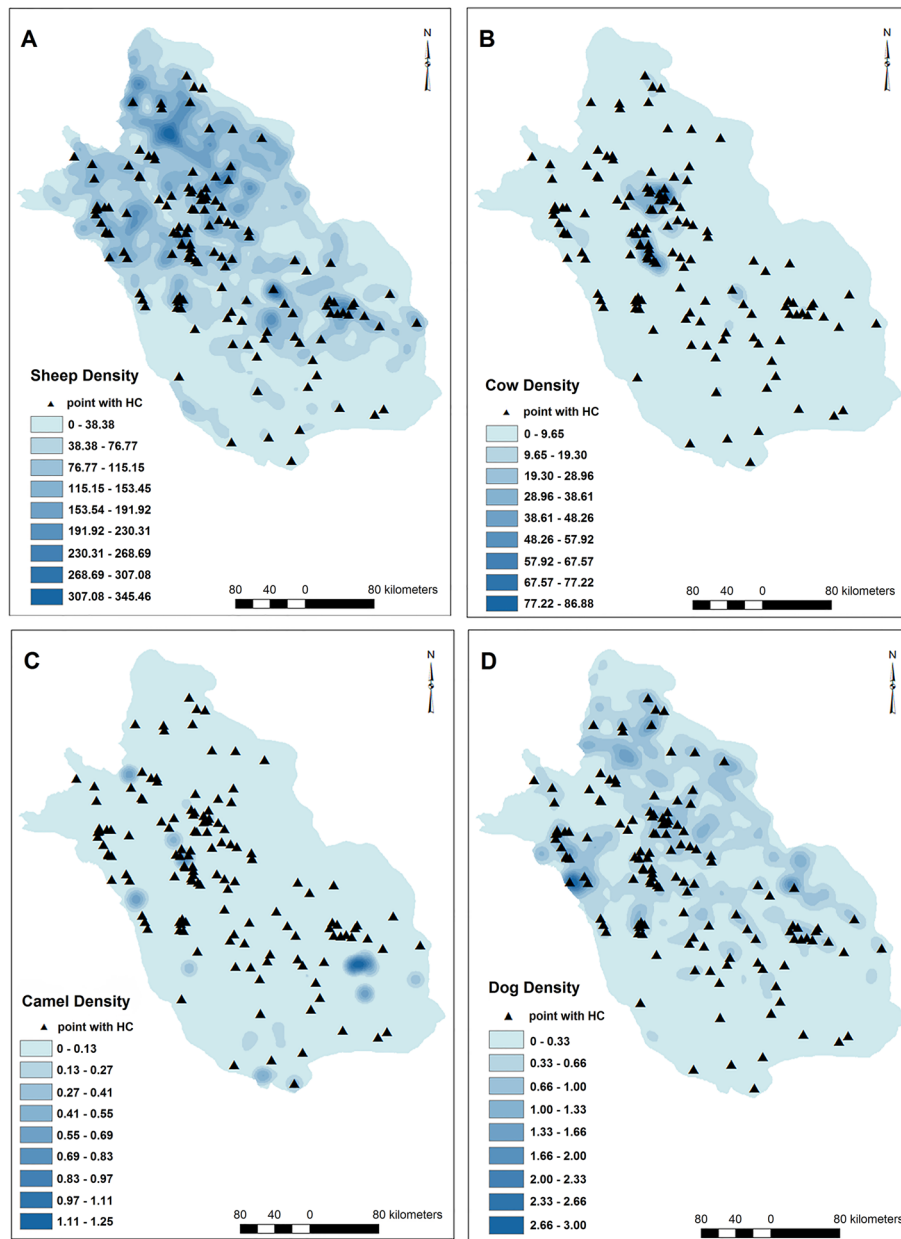 A
N
Sheep Density
point with HC
0 - 38.38
38.38 - 76.77
76.77 - 115.15
115.15 - 153.45
153.54 - 191.92
191.92 - 230.31
230.31 - 268.69
268.69 - 307.08
307.08 - 345.46
80 40 0 80 kilometers
B
N
Cow Density
point with HC
0 - 9.65
9.65 - 19.30
19.30 - 28.96
28.96 - 38.61
38.61 - 48.26
48.26 - 57.92
57.92 - 67.57
67.57 - 77.22
77.22 - 86.88
80 40 0 80 kilometers
C
N
Camel Density
point with HC
0 - 0.13
0.13 - 0.27
0.27 - 0.41
0.41 - 0.55
0.55 - 0.69
0.69 - 0.83
0.83 - 0.97
0.97 - 1.11
1.11 - 1.25
80 40 0 80 kilometers
D
N
Dog Density
point with HC
0 - 0.33
0.33 - 0.66
0.66 - 1.00
1.00 - 1.33
1.33 - 1.66
1.66 - 2.00
2.00 - 2.33
2.33 - 2.66
2.66 - 3.00
80 40 0 80 kilometers